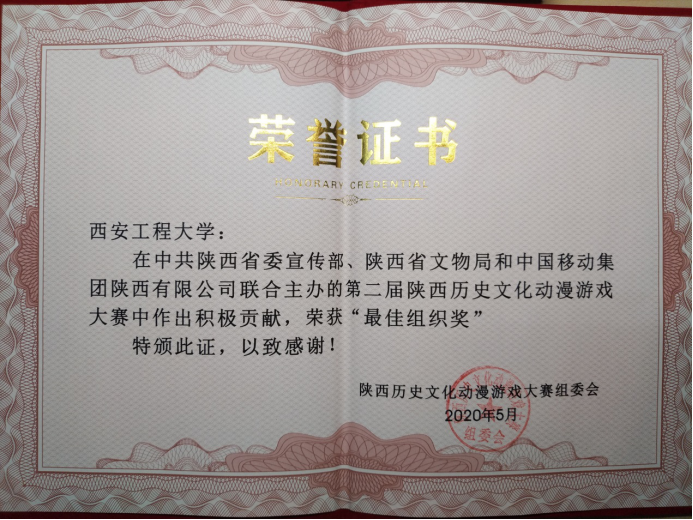 荣誉证书
HONORARY CREDENTIAL
西安工程大学：
在中共陕西省委宣传部、陕西省文物局和中国移动集
团陕西有限公司联合主办的第二届陕西历史文化动漫游戏
大赛中作出积极贡献，荣获“最佳组织奖”
特颁此证，以致感谢！
陕西历史文化动漫游戏大赛组委会
2020年5月
组委会